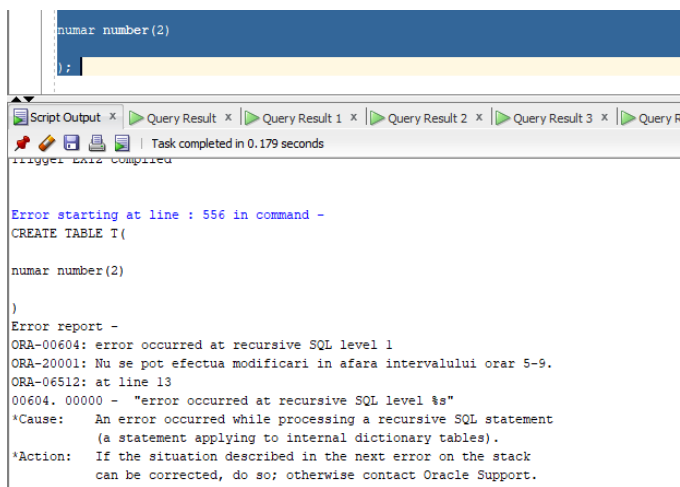 numar number(2)
);
Script Output x Query Result x Query Result 1 x Query Result 2 x Query Result 3 x Query R
Task completed in 0.179 seconds
Trigger EX12 compiled
Error starting at line : 556 in command -
CREATE TABLE T(
numar number(2)
)
Error report -
ORA-00604: error occurred at recursive SQL level 1
ORA-20001: Nu se pot efectua modificari in afara intervalului orar 5-9.
ORA-06512: at line 13
00604. 00000 -  "error occurred at recursive SQL level %s"
*Cause:    An error occurred while processing a recursive SQL statement
(a statement applying to internal dictionary tables).
*Action:   If the situation described in the next error on the stack
can be corrected, do so; otherwise contact Oracle Support.